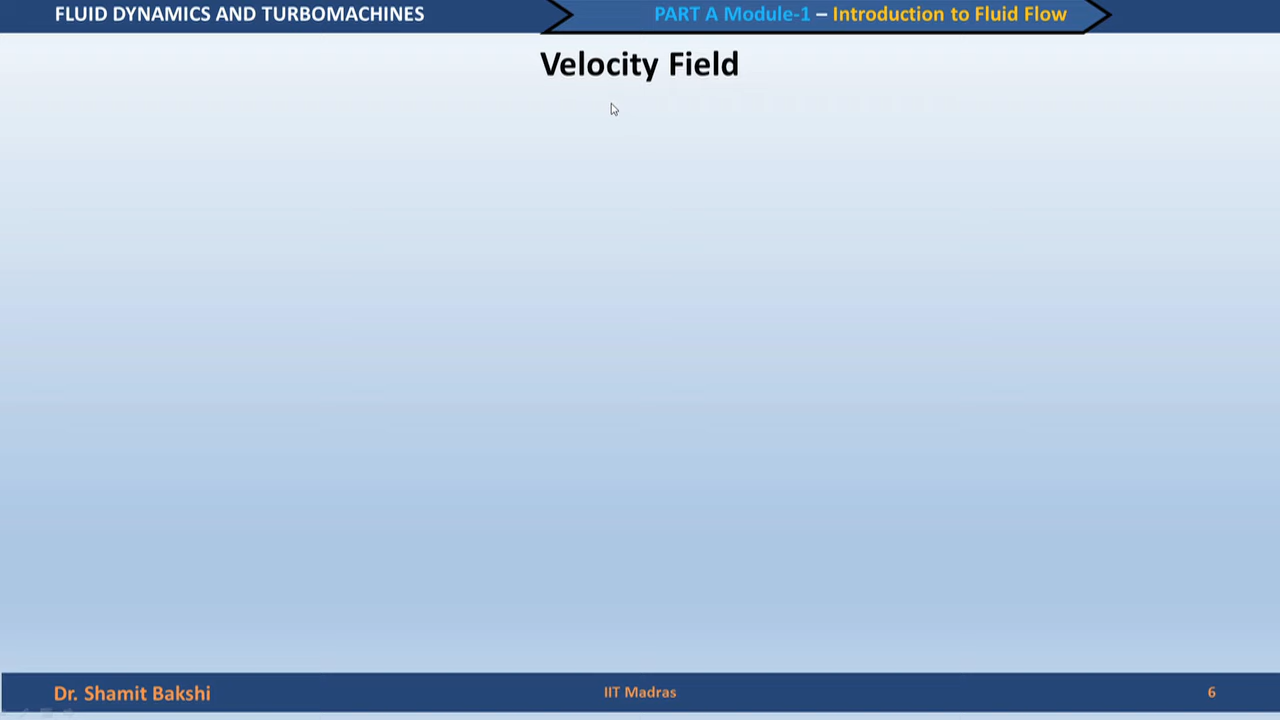 FLUID DYNAMICS AND TURBOMACHINES
PART A Module-1 – Introduction to Fluid Flow
Velocity Field
Dr. Shamit Bakshi
IIT Madras
6